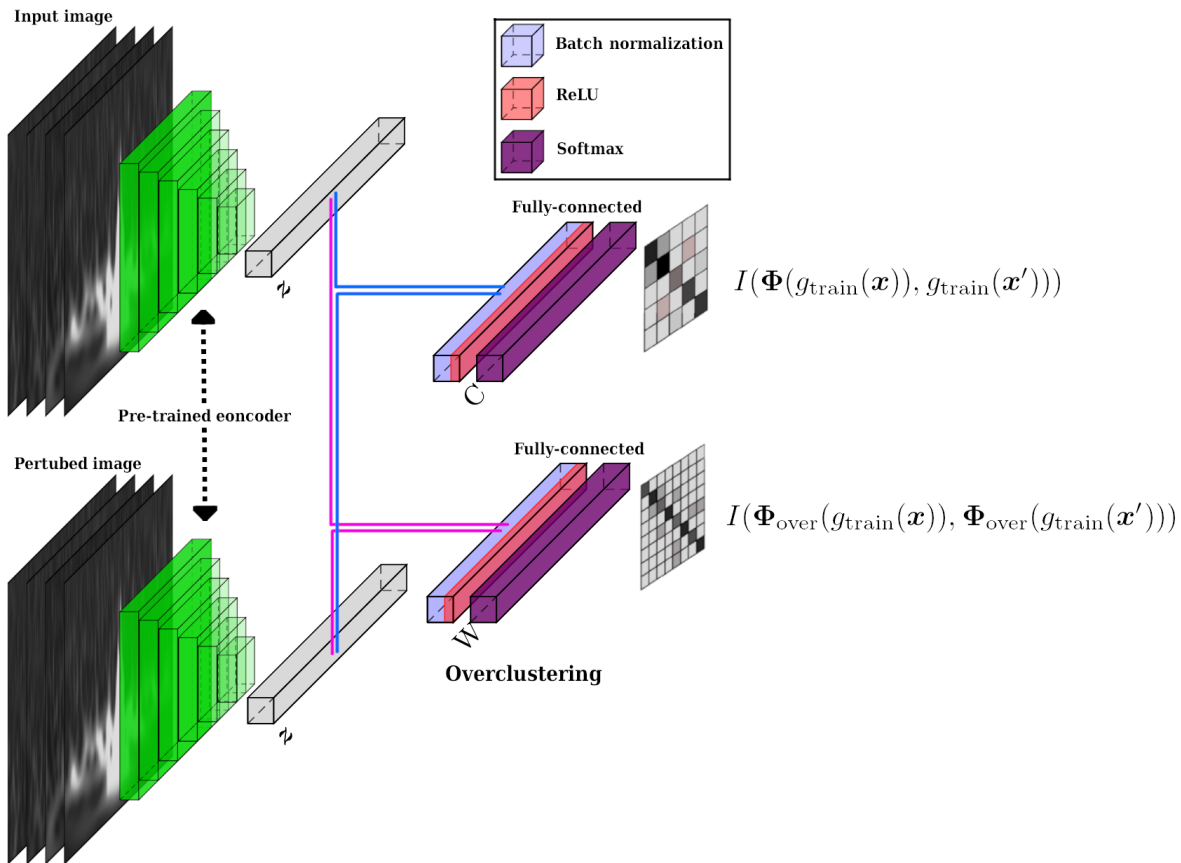 Input image
Batch normalization
ReLU
Softmax
Fully-connected
z
I(Φ(g_train(x)), g_train(x′)))
C
Pre-trained eoncoder
Pertubed image
Fully-connected
I(Φ_over(g_train(x)), Φ_over(g_train(x′)))
W
Overclustering
z